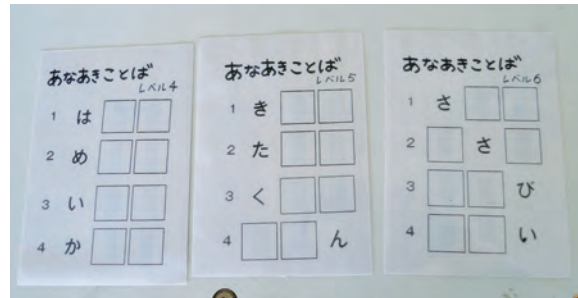 あなあきことば
レベル4
1 は □ □
2 め □ □
3 い □ □
4 か □ □
あなあきことば
レベル5
1 き □ □
2 た □ □
3 く □ □
4 □ □ ん
あなあきことば
レベル6
1 さ □ □
2 □ さ □
3 □ □ び
4 □ □ い